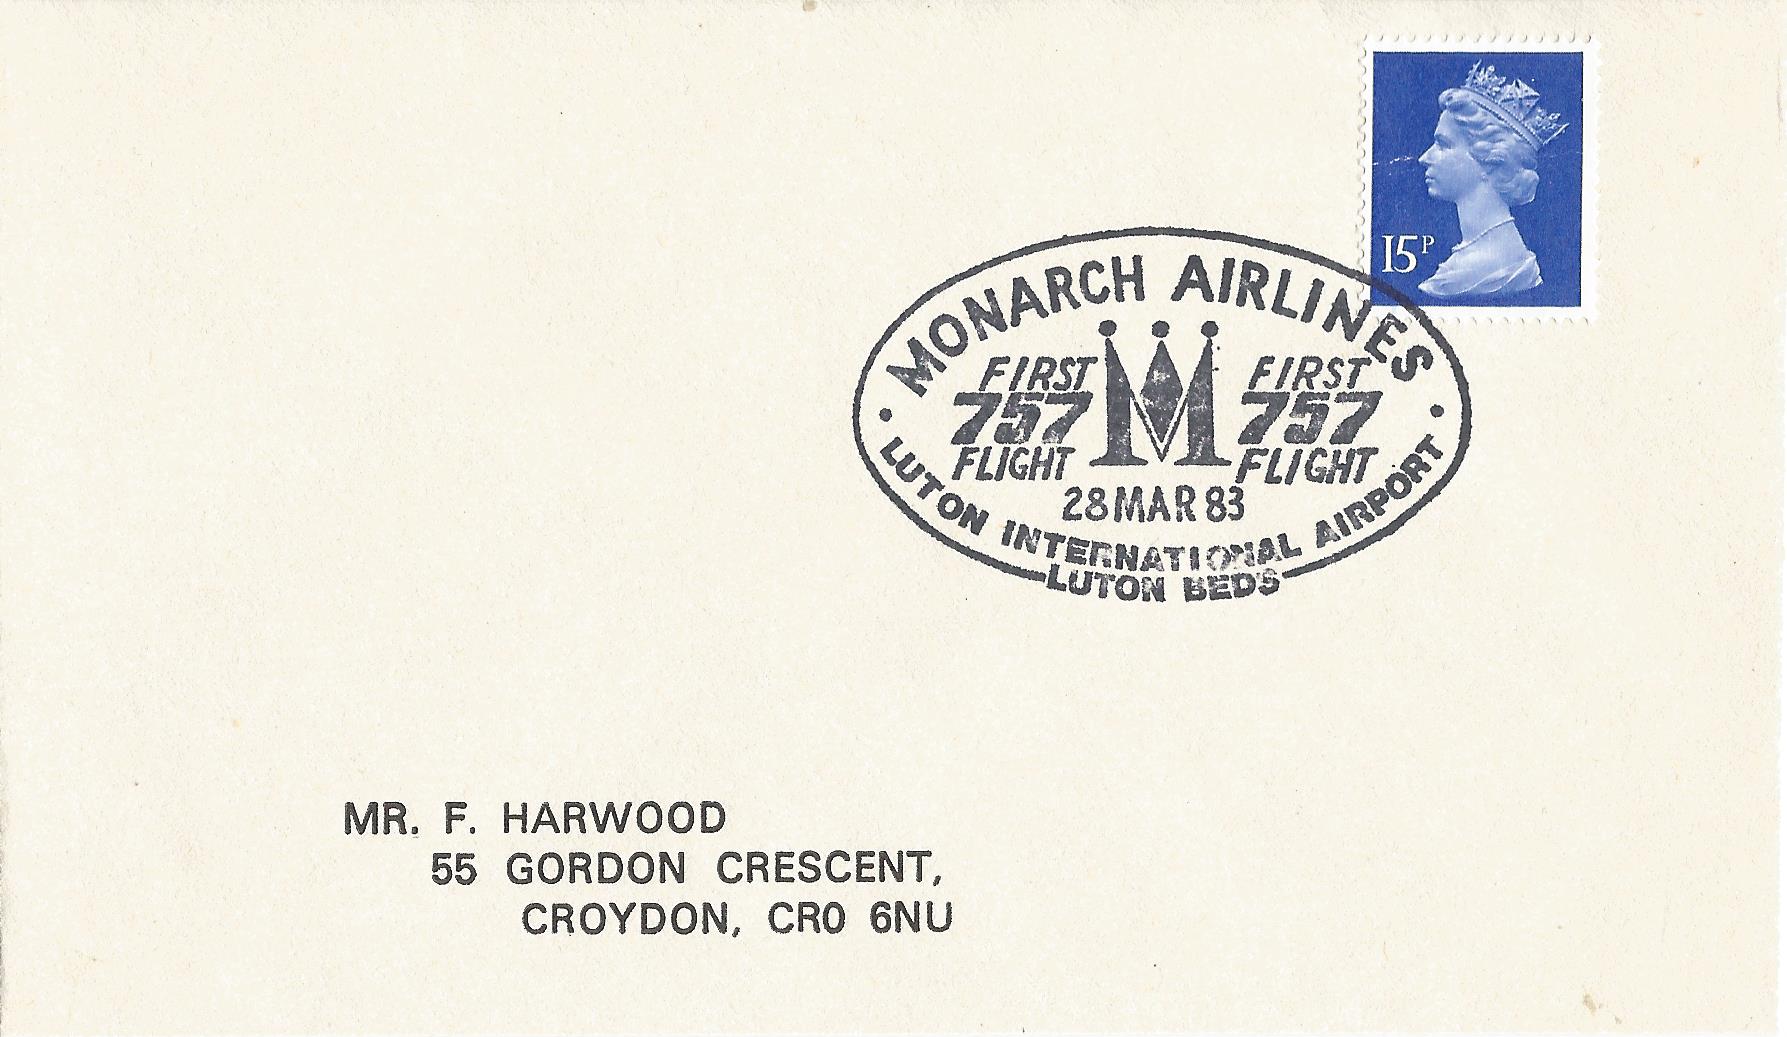 15P
MONARCH AIRLINES
FIRST FIRST
757 M 757
FLIGHT FLIGHT
28 MAR 83
LUTON INTERNATIONAL AIRPORT
LUTON BEDS
MR. F. HARWOOD
55 GORDON CRESCENT,
CROYDON, CR0 6NU